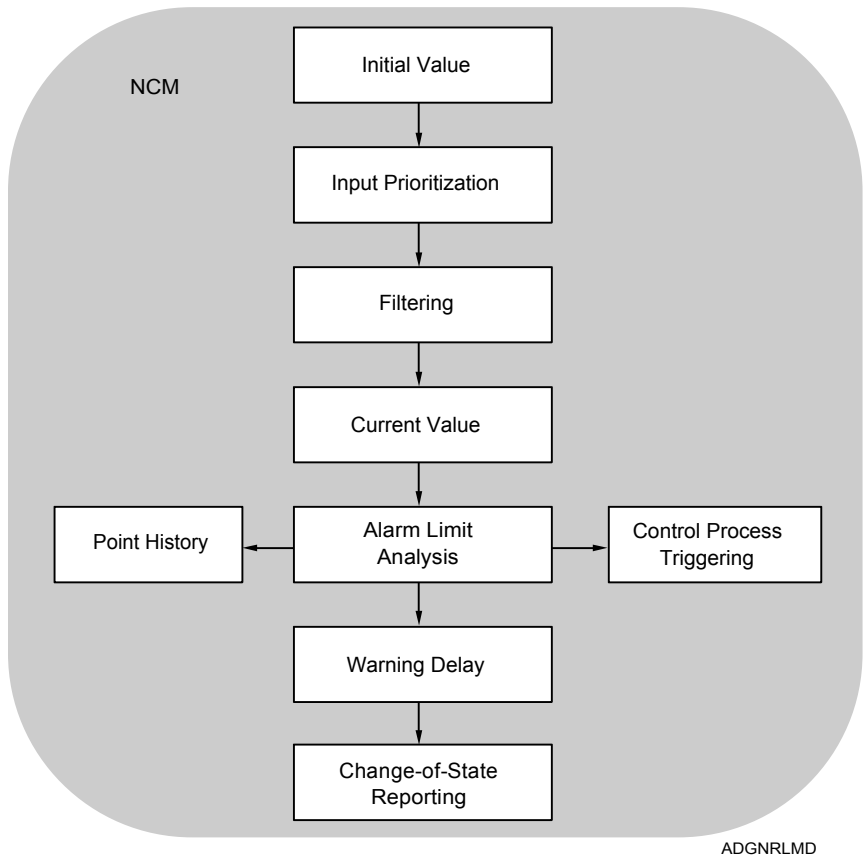 NCM
Initial Value
Input Prioritization
Filtering
Current Value
Point History
Alarm Limit
Analysis
Control Process
Triggering
Warning Delay
Change-of-State
Reporting
ADGNRLMD